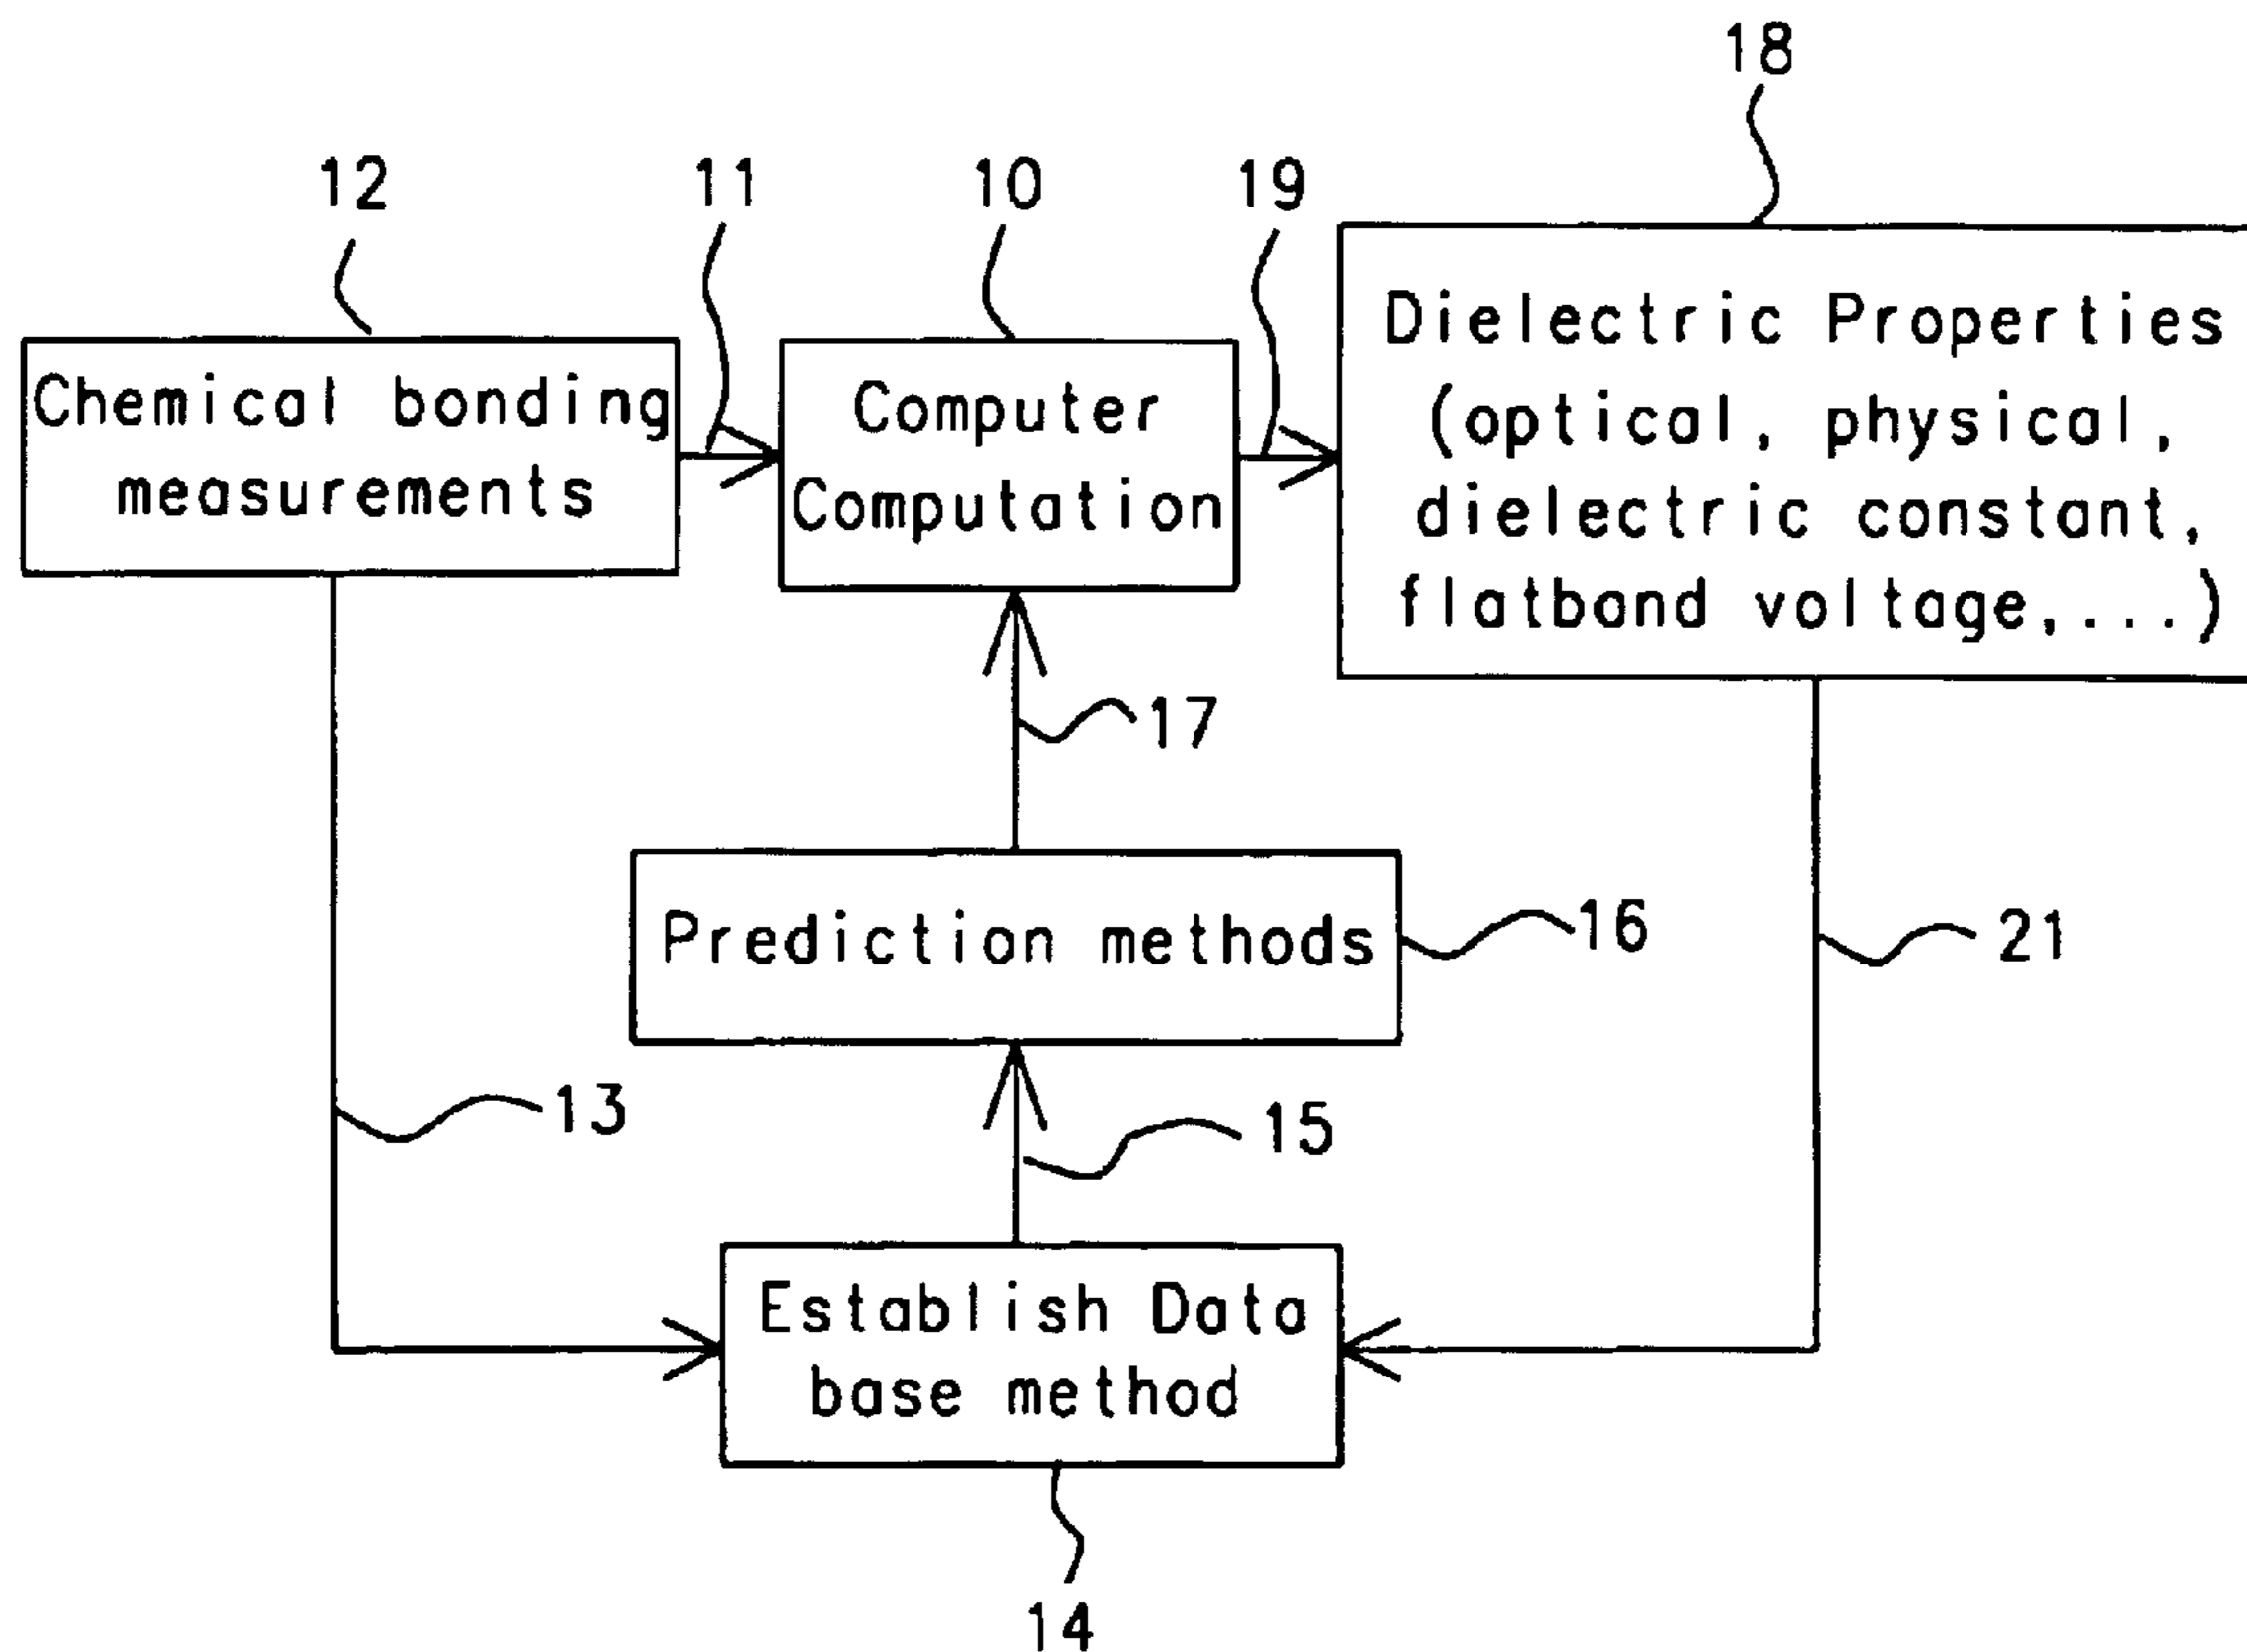 18
12
11
10
19
Chemical bonding
measurements
Computer
Computation
Dielectric Properties
(optical, physical,
dielectric constant,
flatband voltage,...)
17
Prediction methods
16
21
13
15
Establish Data
base method
14